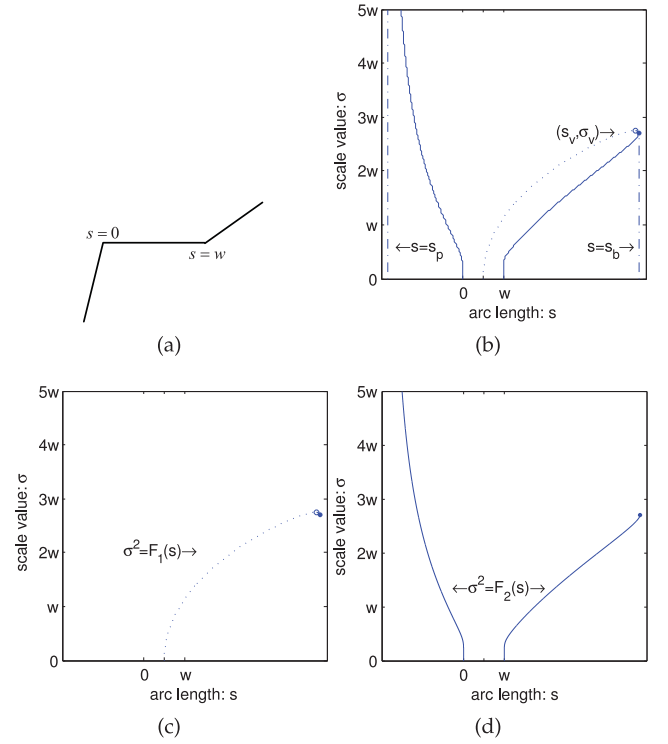 s = 0
s = w
(a)
5w
4w
3w
2w
w
0
scale value: σ
(s_v,σ_v)→
←s=s_p
s=s_b→
0
w
arc length: s
(b)
5w
4w
3w
2w
w
0
scale value: σ
σ²=F₁(s)→
0
w
arc length: s
(c)
5w
4w
3w
2w
w
0
scale value: σ
←σ²=F₂(s)→
0
w
arc length: s
(d)